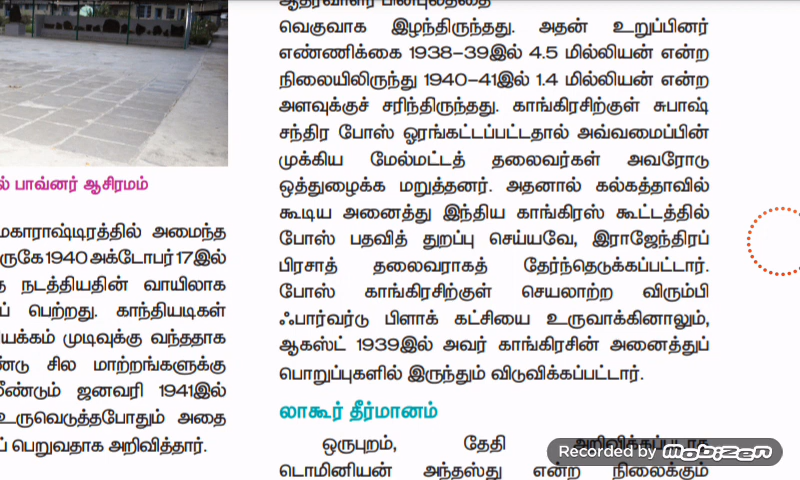 ல் பாவ்னர் ஆசிரமம்
மகாராஷ்டிரத்தில் அமைந்த
ருகே 1940 அக்டோபர் 17இல்
நடத்தியதின் வாயிலாக
பெற்றது. காந்தியடிகள்
யக்கம் முடிவுக்கு வந்ததாக
ண்டு சில மாற்றங்களுக்கு
மீண்டும் ஜனவரி 1941இல்
உருவெடுத்தபோதும் அதை
பெறுவதாக அறிவித்தார்.
வெகுவாக இழந்திருந்தது. அதன் உறுப்பினர்
எண்ணிக்கை 1938–39இல் 4.5 மில்லியன் என்ற
நிலையிலிருந்து 1940–41இல் 1.4 மில்லியன் என்ற
அளவுக்குச் சரிந்திருந்தது. காங்கிரசிற்குள் சுபாஷ்
சந்திர போஸ் ஓரங்கட்டப்பட்டதால் அவ்வமைப்பின்
முக்கிய மேல்மட்டத் தலைவர்கள் அவரோடு
ஒத்துழைக்க மறுத்தனர். அதனால் கல்கத்தாவில்
கூடிய அனைத்து இந்திய காங்கிரஸ் கூட்டத்தில்
போஸ் பதவித் துறப்பு செய்யவே, இராஜேந்திரப்
பிரசாத் தலைவராகத் தேர்ந்தெடுக்கப்பட்டார்.
போஸ் காங்கிரசிற்குள் செயலாற்ற விரும்பி
ஃபார்வர்டு பிளாக் கட்சியை உருவாக்கினாலும்,
ஆகஸ்ட் 1939இல் அவர் காங்கிரசின் அனைத்துப்
பொறுப்புகளில் இருந்தும் விடுவிக்கப்பட்டார்.
லாகூர் தீர்மானம்
ஒருபுறம், தேதி
டொமினியன் அந்தஸ்து என்ற நிலைக்கும்
Recorded by mobizen